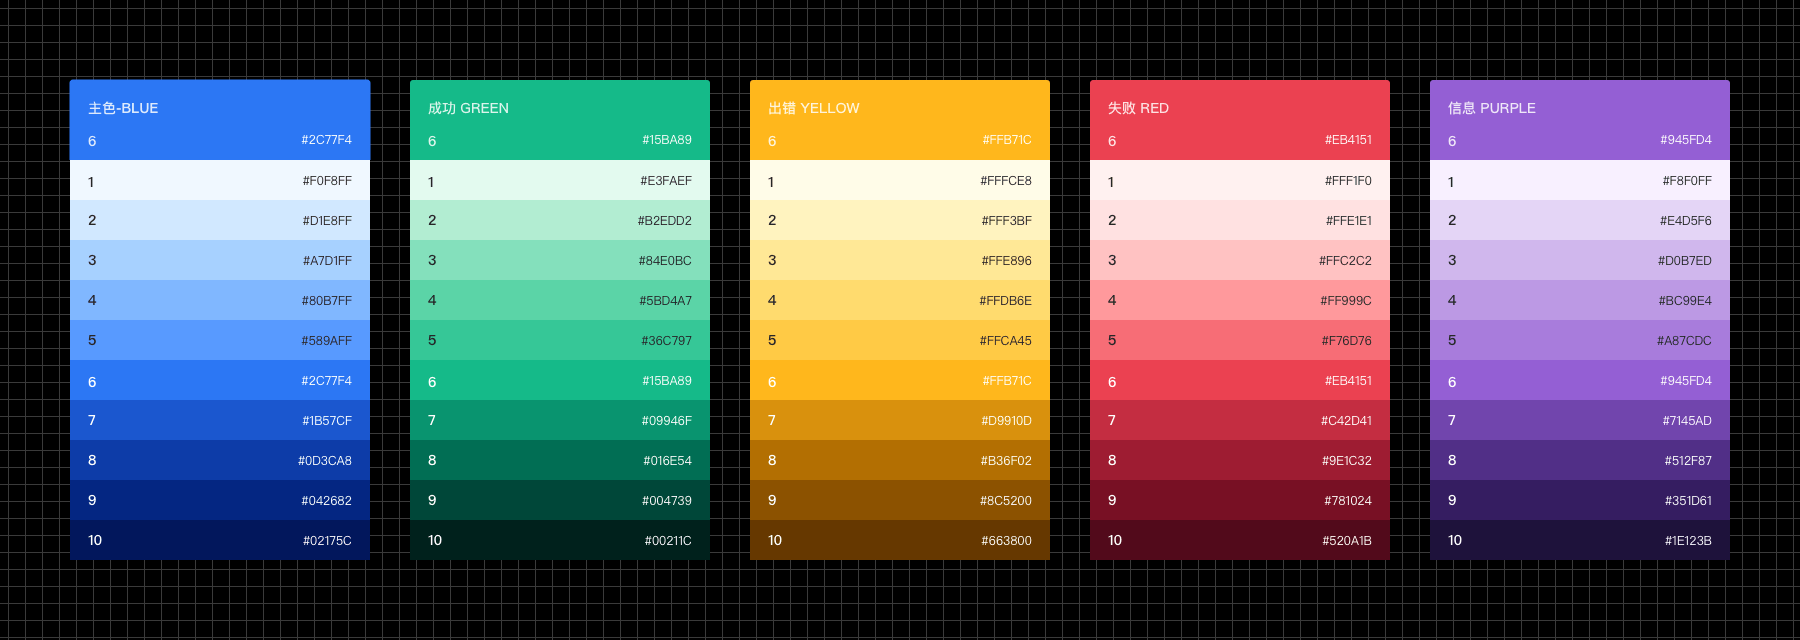 主色-BLUE
6 #2C77F4
1 #F0F8FF
2 #D1E8FF
3 #A7D1FF
4 #80B7FF
5 #589AFF
6 #2C77F4
7 #1B57CF
8 #0D3CA8
9 #042682
10 #02175C
成功 GREEN
6 #15BA89
1 #E3FAEF
2 #B2EDD2
3 #84E0BC
4 #5BD4A7
5 #36C797
6 #15BA89
7 #09946F
8 #016E54
9 #004739
10 #00211C
出错 YELLOW
6 #FFB71C
1 #FFFCE8
2 #FFF3BF
3 #FFE896
4 #FFDB6E
5 #FFCA45
6 #FFB71C
7 #D9910D
8 #B36F02
9 #8C5200
10 #663800
失败 RED
6 #EB4151
1 #FFF1F0
2 #FFE1E1
3 #FFC2C2
4 #FF999C
5 #F76D76
6 #EB4151
7 #C42D41
8 #9E1C32
9 #781024
10 #520A1B
信息 PURPLE
6 #945FD4
1 #F8F0FF
2 #E4D5F6
3 #D0B7ED
4 #BC99E4
5 #A87CDC
6 #945FD4
7 #7145AD
8 #512F87
9 #351D61
10 #1E123B